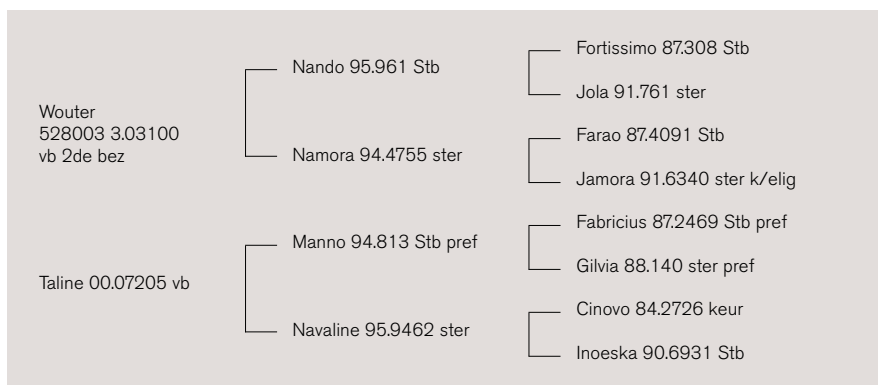 Wouter
528003 3.03100
vb 2de bez
Taline 00.07205 vb
Nando 95.961 Stb
Namora 94.4755 ster
Manno 94.813 Stb pref
Navaline 95.9462 ster
Fortissimo 87.308 Stb
Jola 91.761 ster
Farao 87.4091 Stb
Jamora 91.6340 ster k/elig
Fabricius 87.2469 Stb pref
Gilvia 88.140 ster pref
Cinovo 84.2726 keur
Inoeska 90.6931 Stb